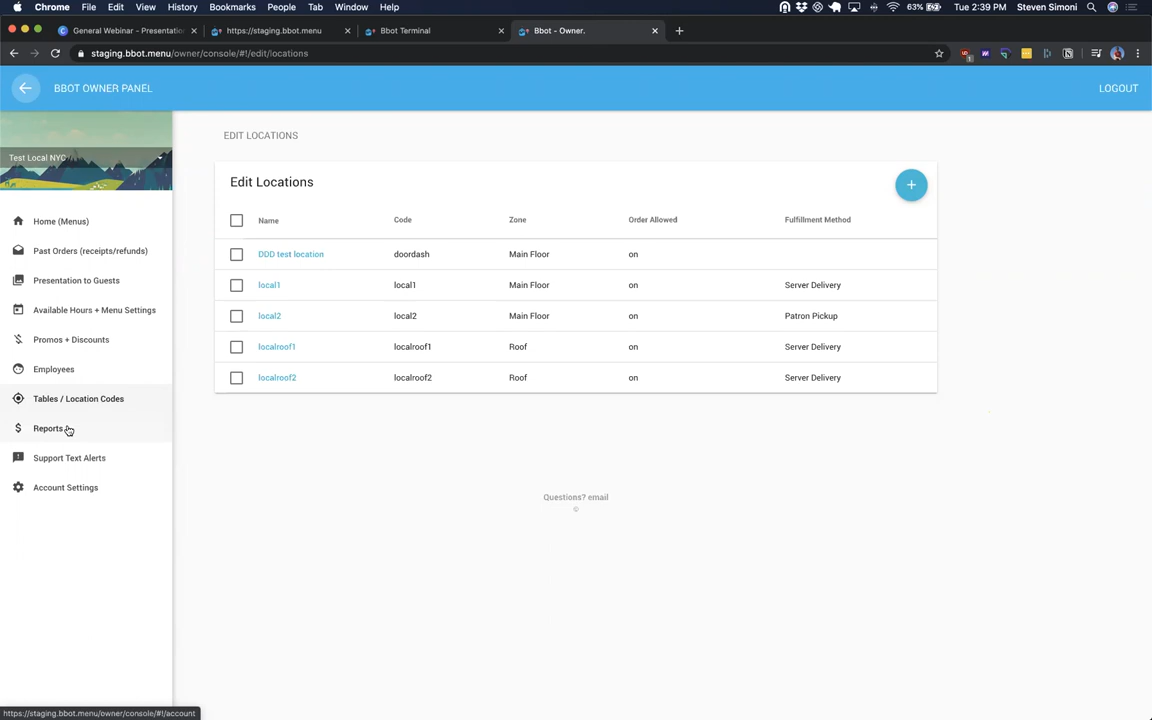 Chrome File Edit View History Bookmarks People Tab Window Help 63% Tue 2:39 PM Steven Simoni
General Webinar - Presentation https://staging.bbot.menu Bbot Terminal Bbot - Owner.
staging.bbot.menu/owner/console/#!/edit/locations
BBOT OWNER PANEL LOGOUT
Test Local NYC
Home (Menus)
Past Orders (receipts/refunds)
Presentation to Guests
Available Hours + Menu Settings
Promos + Discounts
Employees
Tables / Location Codes
Reports
Support Text Alerts
Account Settings
EDIT LOCATIONS
Edit Locations
Name Code Zone Order Allowed Fulfillment Method
DDD test location doordash Main Floor on
local1 local1 Main Floor on Server Delivery
local2 local2 Main Floor on Patron Pickup
localroof1 localroof1 Roof on Server Delivery
localroof2 localroof2 Roof on Server Delivery
Questions? email
https://staging.bbot.menu/owner/console/#!/account